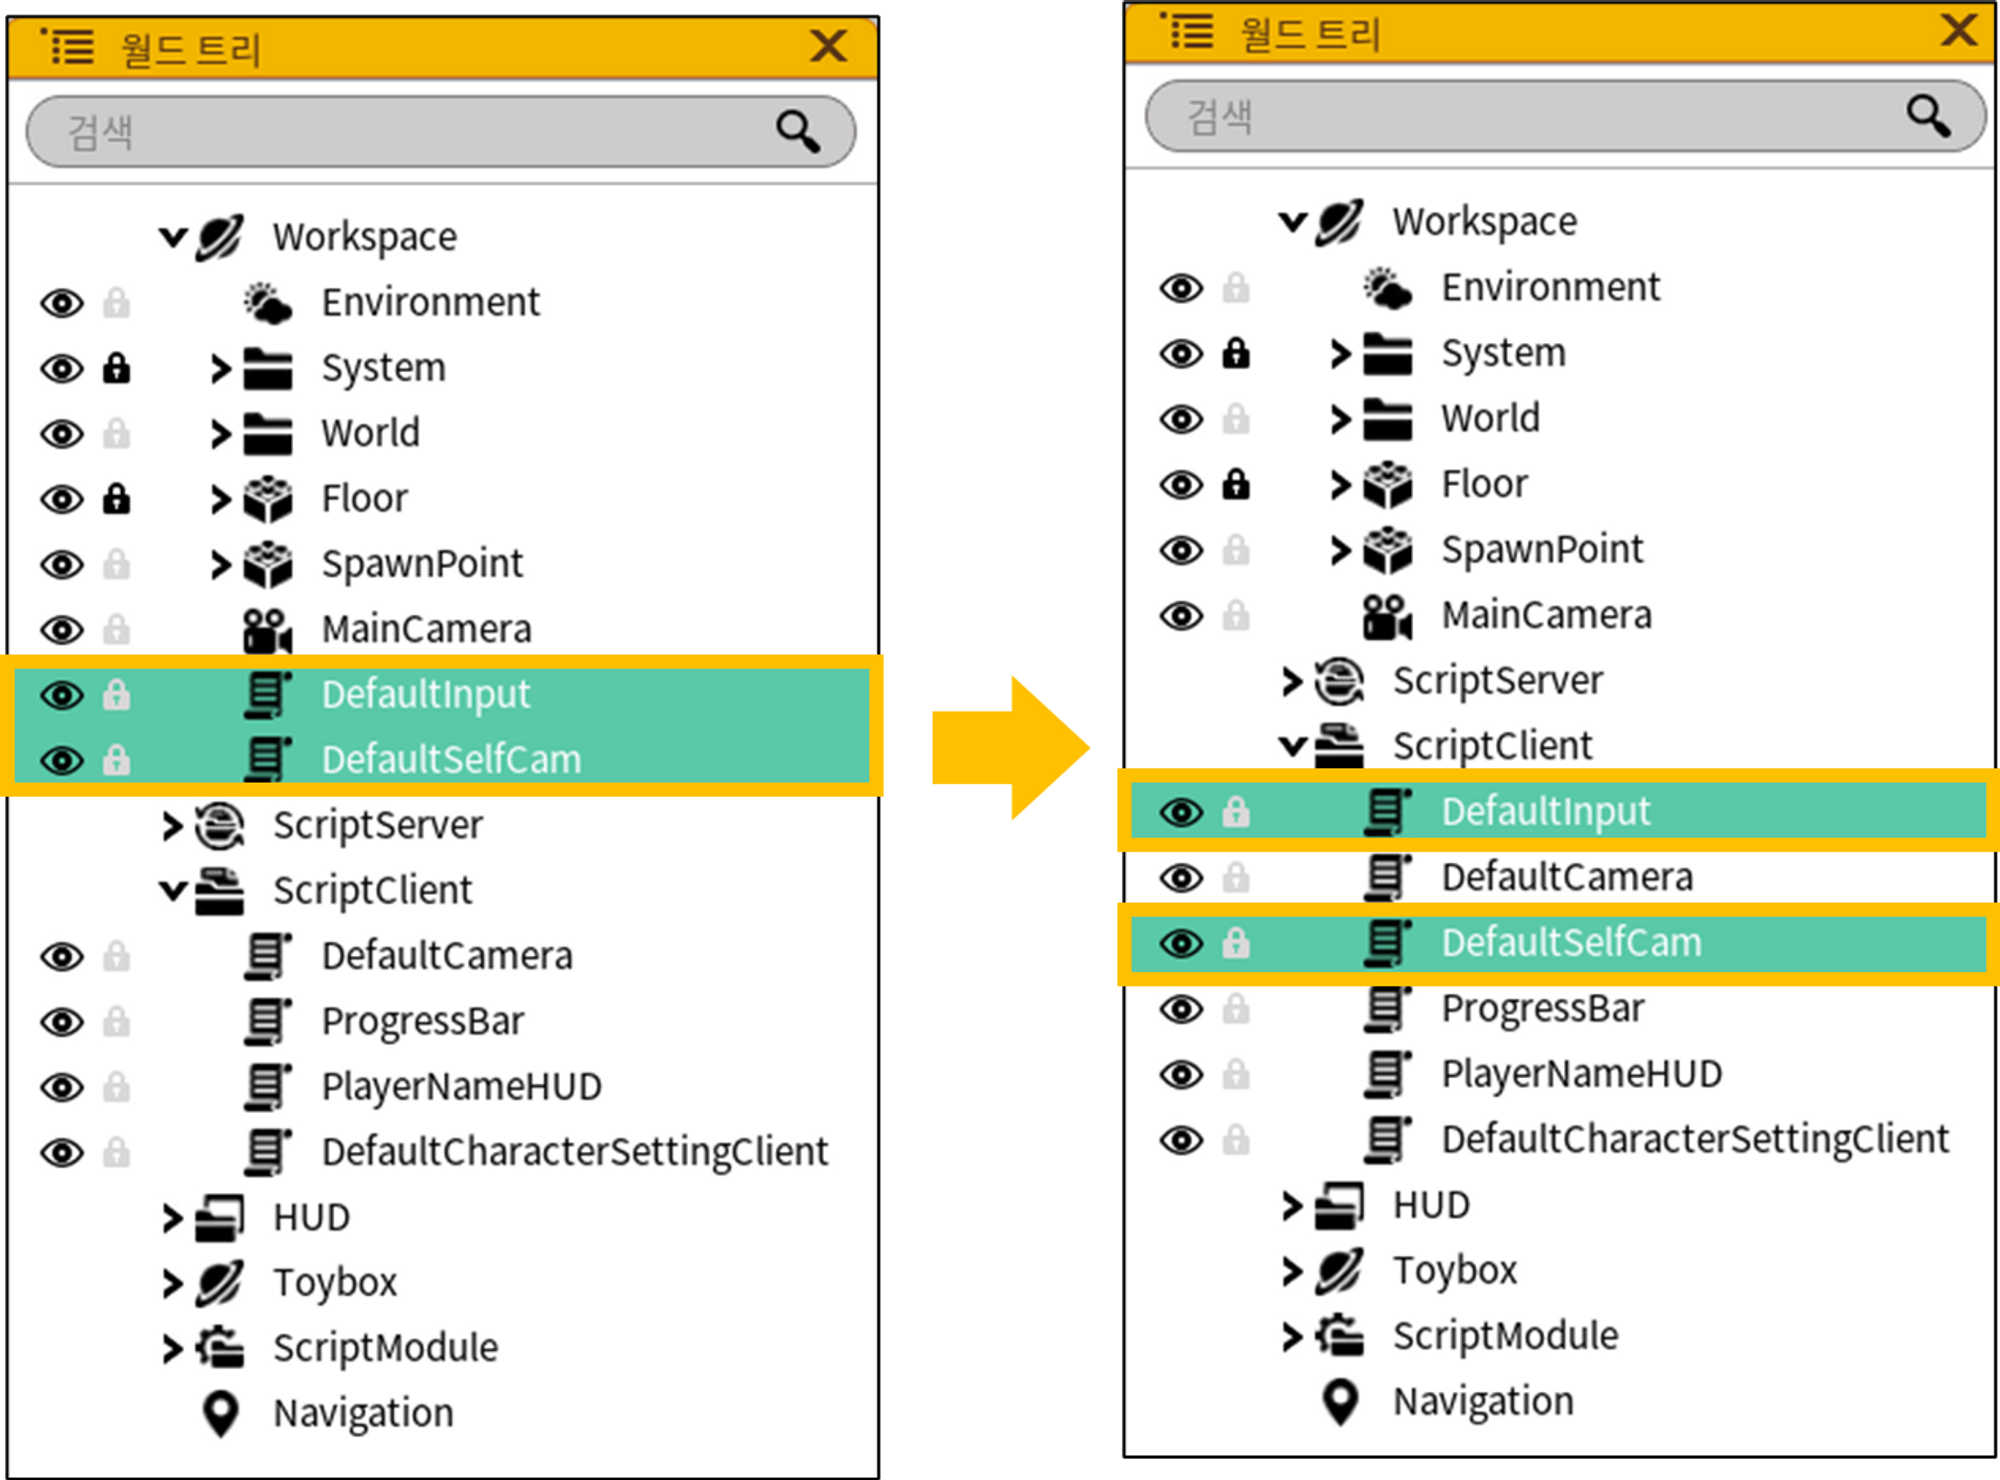 월드 트리
검색
Workspace
Environment
System
World
Floor
SpawnPoint
MainCamera
DefaultInput
DefaultSelfCam
ScriptServer
ScriptClient
DefaultCamera
ProgressBar
PlayerNameHUD
DefaultCharacterSettingClient
HUD
Toybox
ScriptModule
Navigation
월드 트리
검색
Workspace
Environment
System
World
Floor
SpawnPoint
MainCamera
ScriptServer
ScriptClient
DefaultInput
DefaultCamera
DefaultSelfCam
ProgressBar
PlayerNameHUD
DefaultCharacterSettingClient
HUD
Toybox
ScriptModule
Navigation